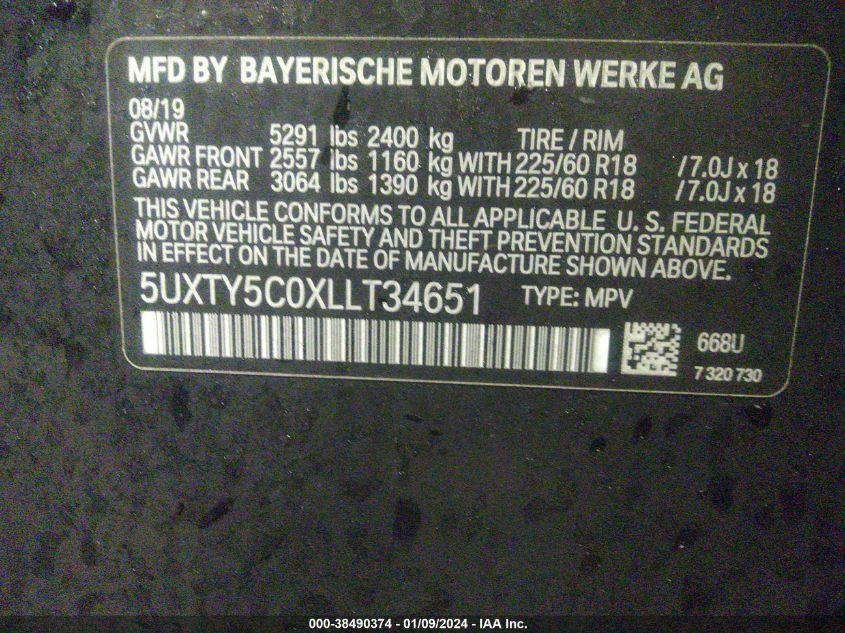 MFD BY BAYERISCHE MOTOREN WERKE AG
08/19
GVWR 5291 lbs 2400 kg TIRE / RIM
GAWR FRONT 2557 lbs 1160 kg WITH 225/60 R18 /7.0J x 18
GAWR REAR 3064 lbs 1390 kg WITH 225/60 R18 /7.0J x 18
THIS VEHICLE CONFORMS TO ALL APPLICABLE U. S. FEDERAL
MOTOR VEHICLE SAFETY AND THEFT PREVENTION STANDARDS
IN EFFECT ON THE DATE OF MANUFACTURE SHOWN ABOVE.
5UXTY5C0XLLT34651 TYPE: MPV
668U
7 320 730
000-38490374 - 01/09/2024 - IAA Inc.